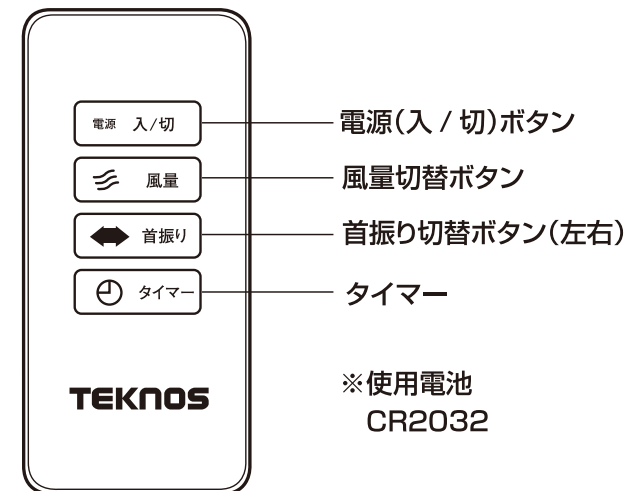 電源 入/切
電源(入/切)ボタン
風量
風量切替ボタン
首振り
首振り切替ボタン(左右)
タイマー
タイマー
TEKNOS
※使用電池
CR2032